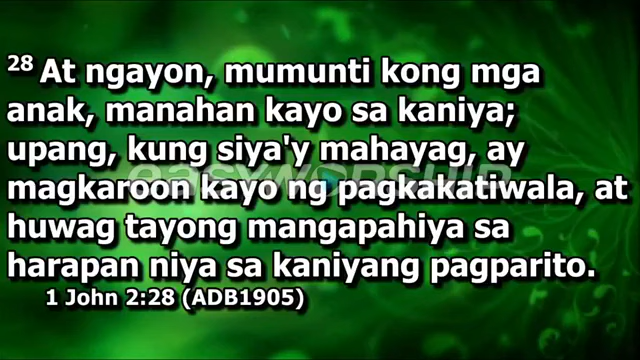 28 At ngayon, mumunti kong mga
anak, manahan kayo sa kaniya;
upang, kung siya'y mahayag, ay
magkaroon kayo ng pagkakatiwala, at
huwag tayong mangapahiya sa
harapan niya sa kaniyang pagparito.
1 John 2:28 (ADB1905)
easyworship